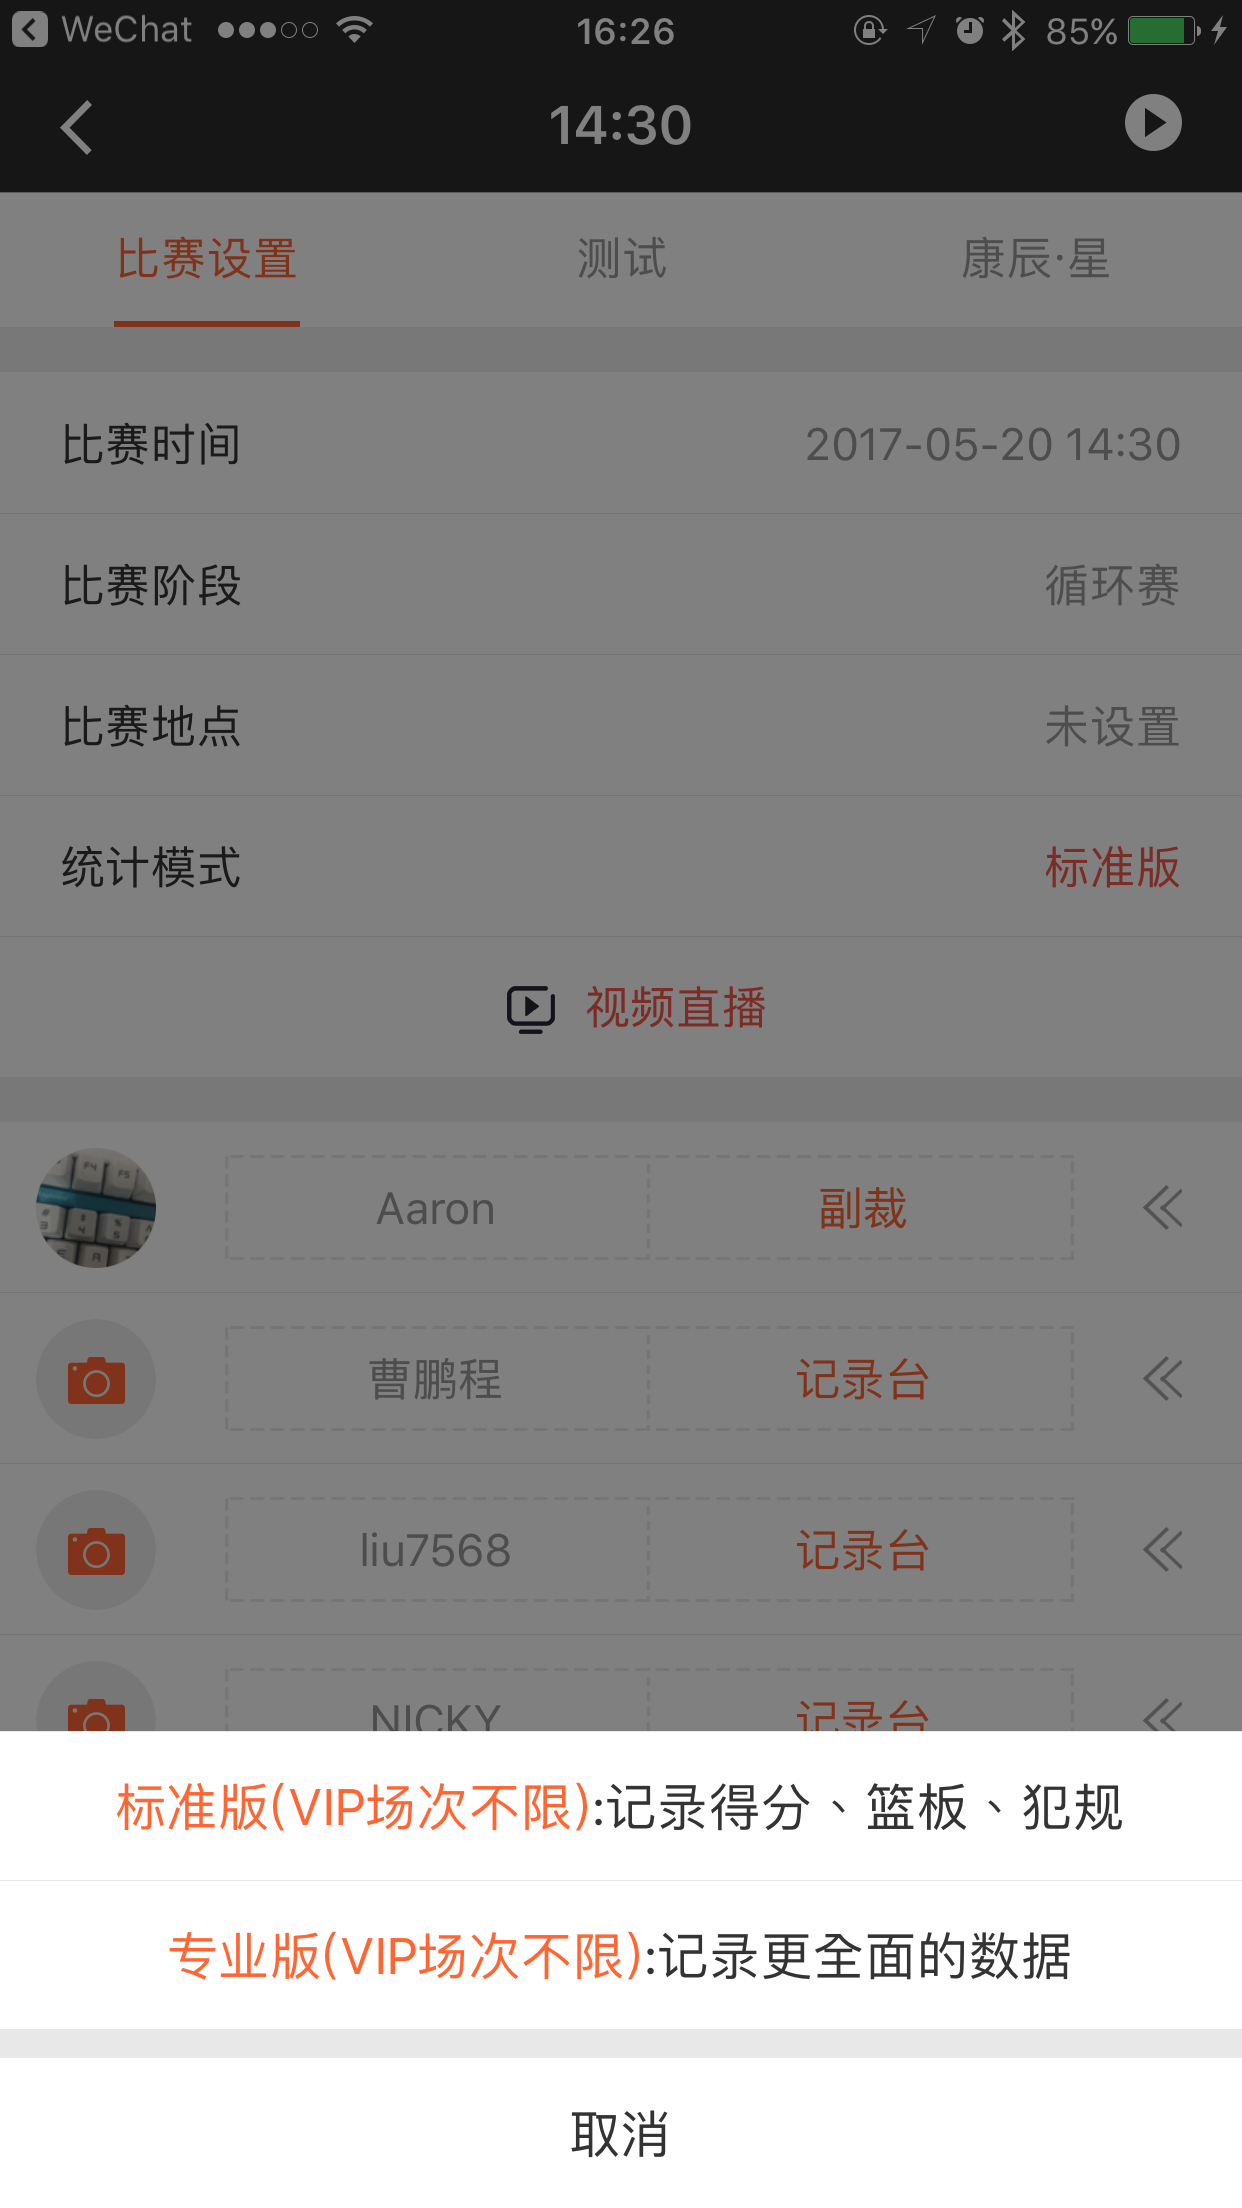 WeChat 16:26 85%
14:30
比赛设置 测试 康辰·星
比赛时间 2017-05-20 14:30
比赛阶段 循环赛
比赛地点 未设置
统计模式 标准版
视频直播
Aaron 副裁
曹鹏程 记录台
liu7568 记录台
NICKY 记录台
标准版(VIP场次不限):记录得分、篮板、犯规
专业版(VIP场次不限):记录更全面的数据
取消